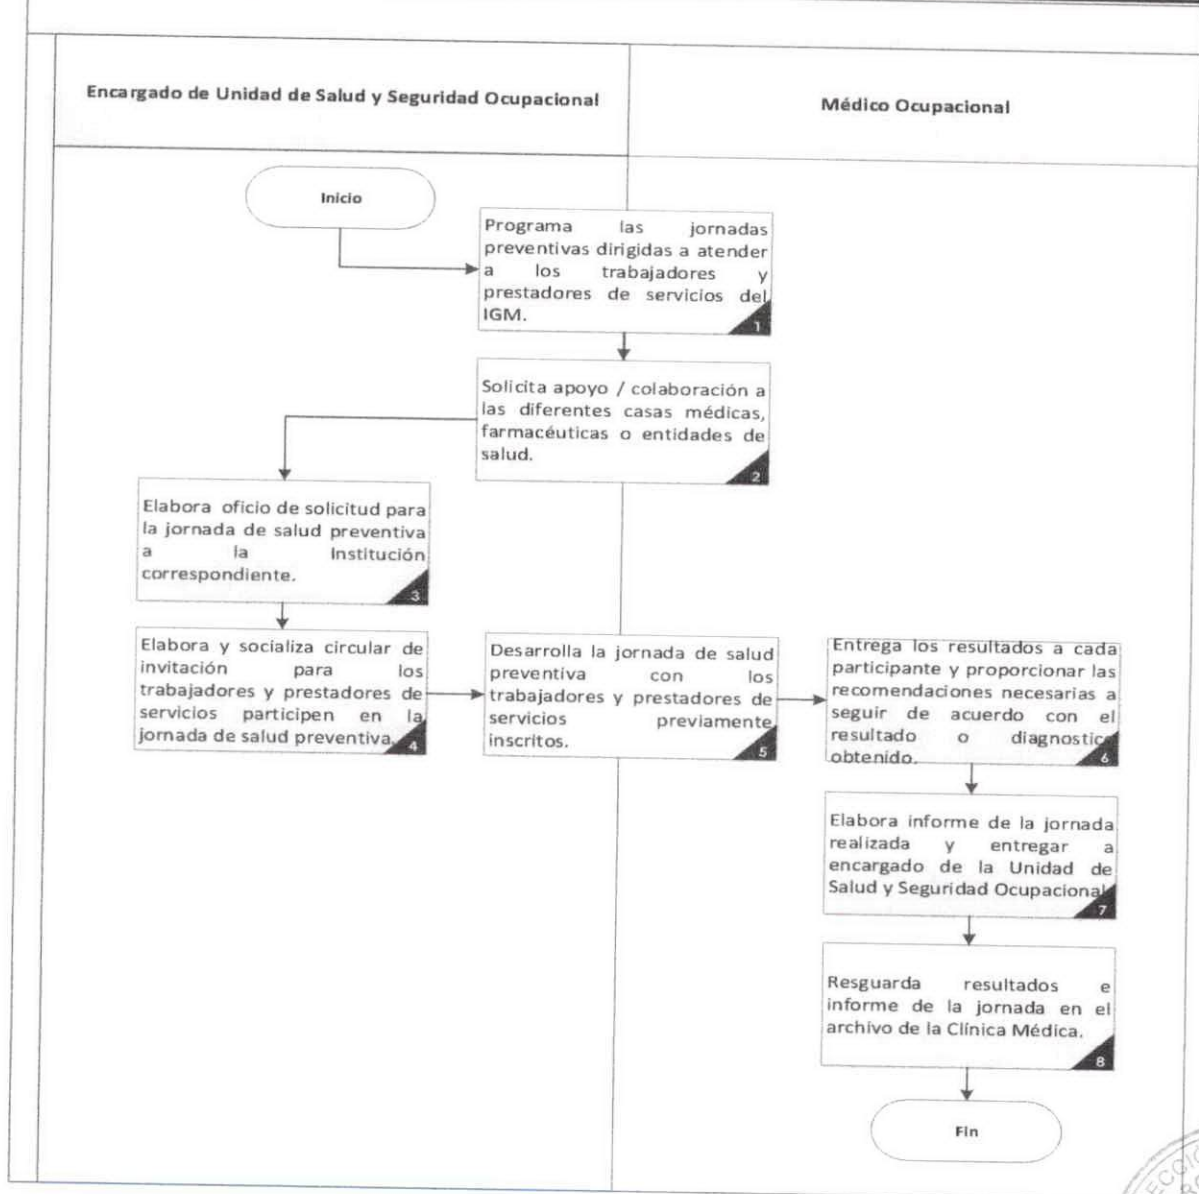 Encargado de Unidad de Salud y Seguridad Ocupacional
Médico Ocupacional
Inicio
Programa las jornadas
preventivas dirigidas a atender
a los trabajadores y
prestadores de servicios del
IGM.
1
Solicita apoyo / colaboración a
las diferentes casas médicas,
farmacéuticas o entidades de
salud.
2
Elabora oficio de solicitud para
la jornada de salud preventiva
a la Institución
correspondiente.
3
Elabora y socializa circular de
invitación para los
trabajadores y prestadores de
servicios participen en la
jornada de salud preventiva.
4
Desarrolla la jornada de salud
preventiva con los
trabajadores y prestadores de
servicios previamente
inscritos.
5
Entrega los resultados a cada
participante y proporcionar las
recomendaciones necesarias a
seguir de acuerdo con el
resultado o diagnostico
obtenido.
6
Elabora informe de la jornada
realizada y entregar a
encargado de la Unidad de
Salud y Seguridad Ocupacional
7
Resguarda resultados e
informe de la jornada en el
archivo de la Clínica Médica.
8
Fin